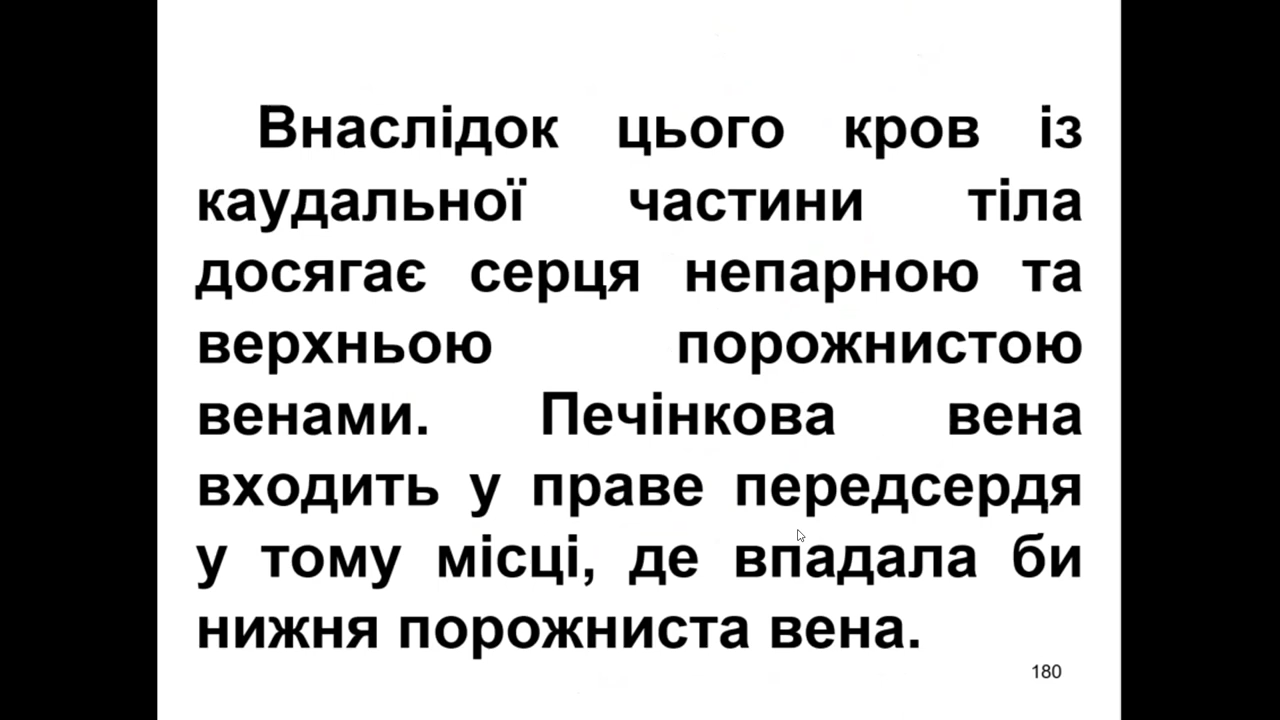 Внаслідок цього кров із
каудальної частини тіла
досягає серця непарною та
верхньою порожнистою
венами. Печінкова вена
входить у праве передсердя
у тому місці, де впадала би
нижня порожниста вена.
180